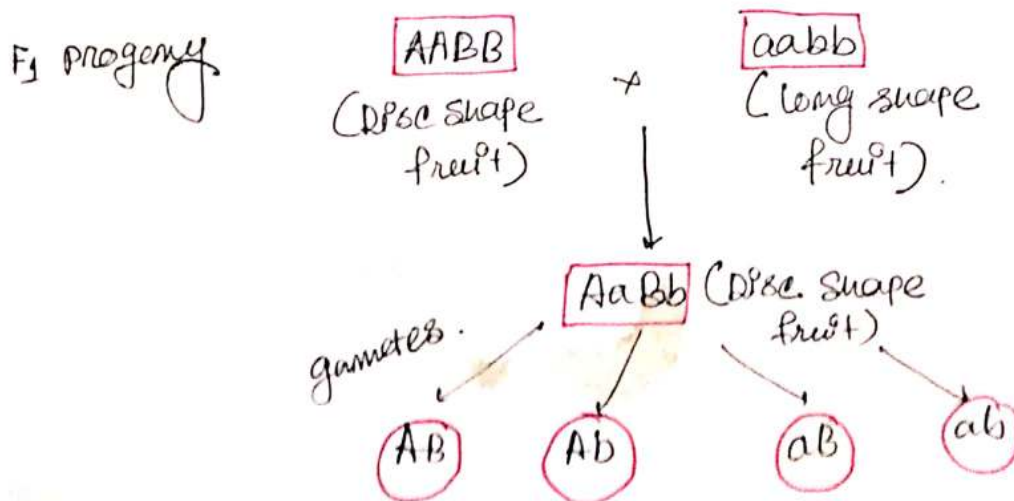 F1 progeny AABB × aabb
(Disc shape (long shape
fruit) fruit).
AaBb (Disc. shape
gametes. fruit)
AB Ab aB ab